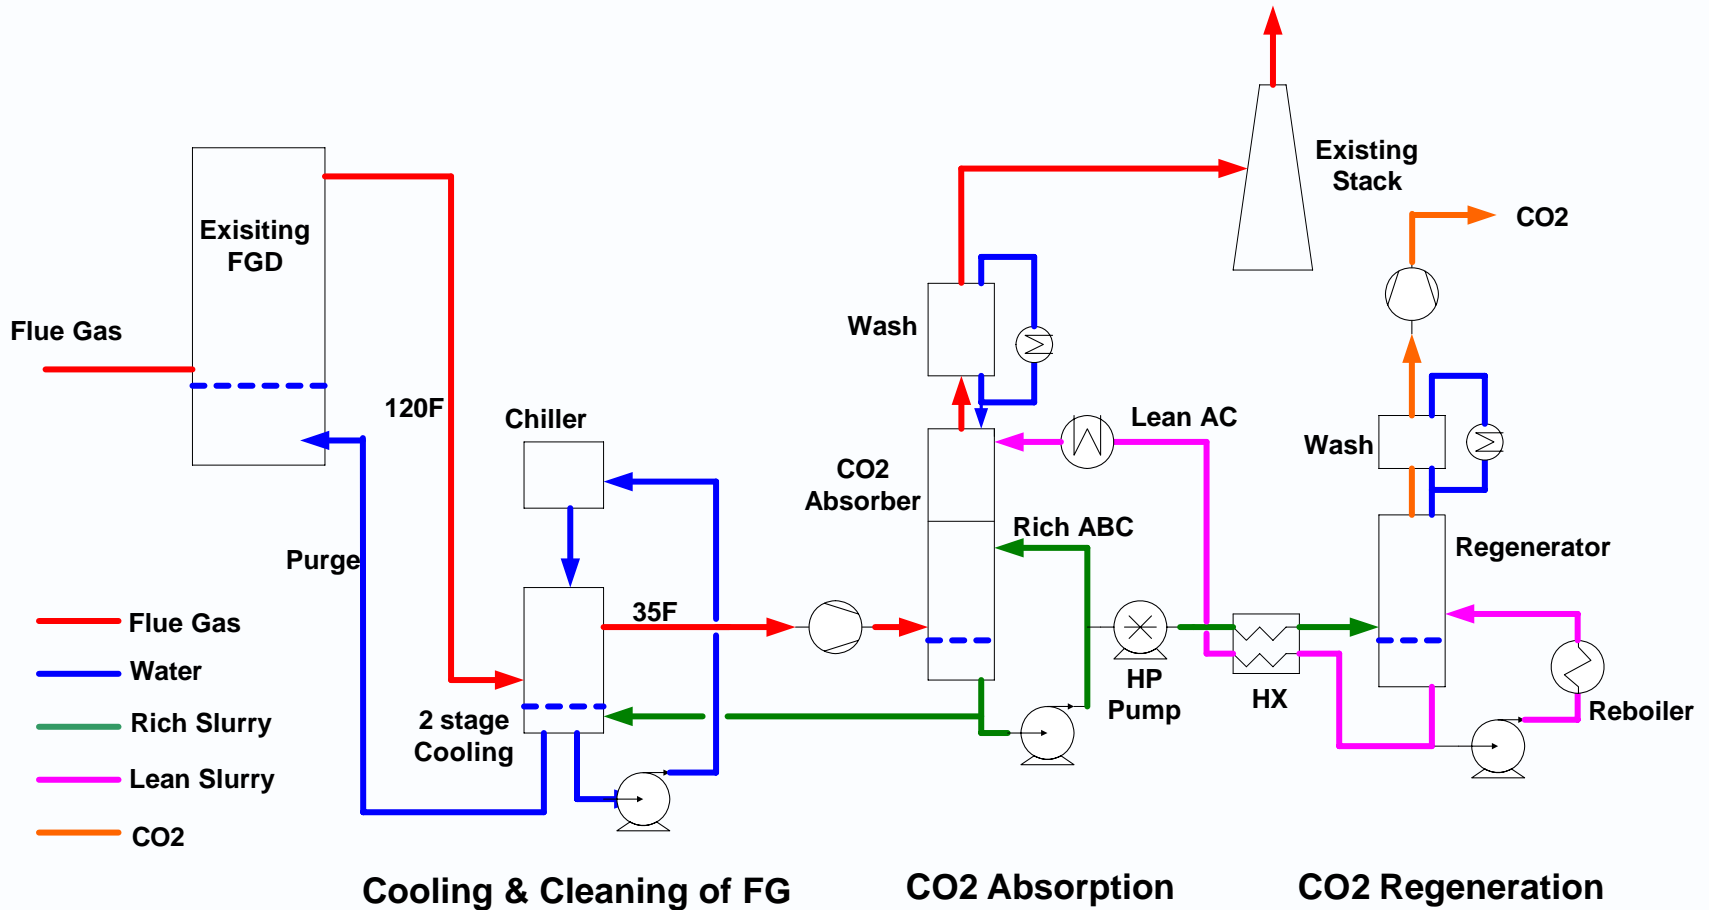 Existing
Stack
CO2
Exisiting
FGD
Flue Gas
Wash
120F
Chiller
Lean AC
Wash
CO2
Absorber
Rich ABC
Regenerator
Purge
35F
Flue Gas
Water
HP
Pump
HX
Reboiler
2 stage
Cooling
Rich Slurry
Lean Slurry
CO2
Cooling & Cleaning of FG
CO2 Absorption
CO2 Regeneration